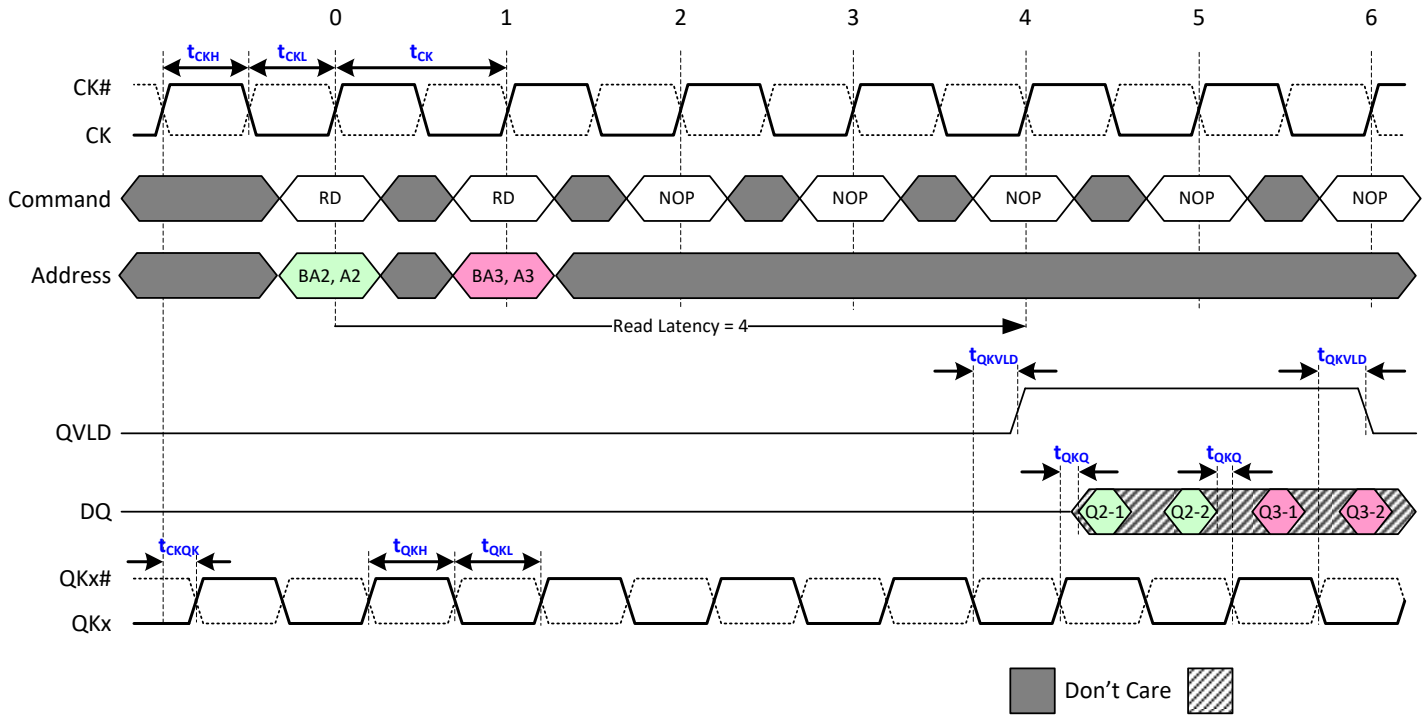 0 1 2 3 4 5 6
tCKH tCKL tCK
CK#
CK
Command RD RD NOP NOP NOP NOP NOP
Address BA2, A2 BA3, A3
Read Latency = 4
tQKVLD tQKVLD
QVLD
tQKQ tQKQ
DQ Q2-1 Q2-2 Q3-1 Q3-2
tCKQK tQKH tQKL
QKx#
QKx
Don't Care